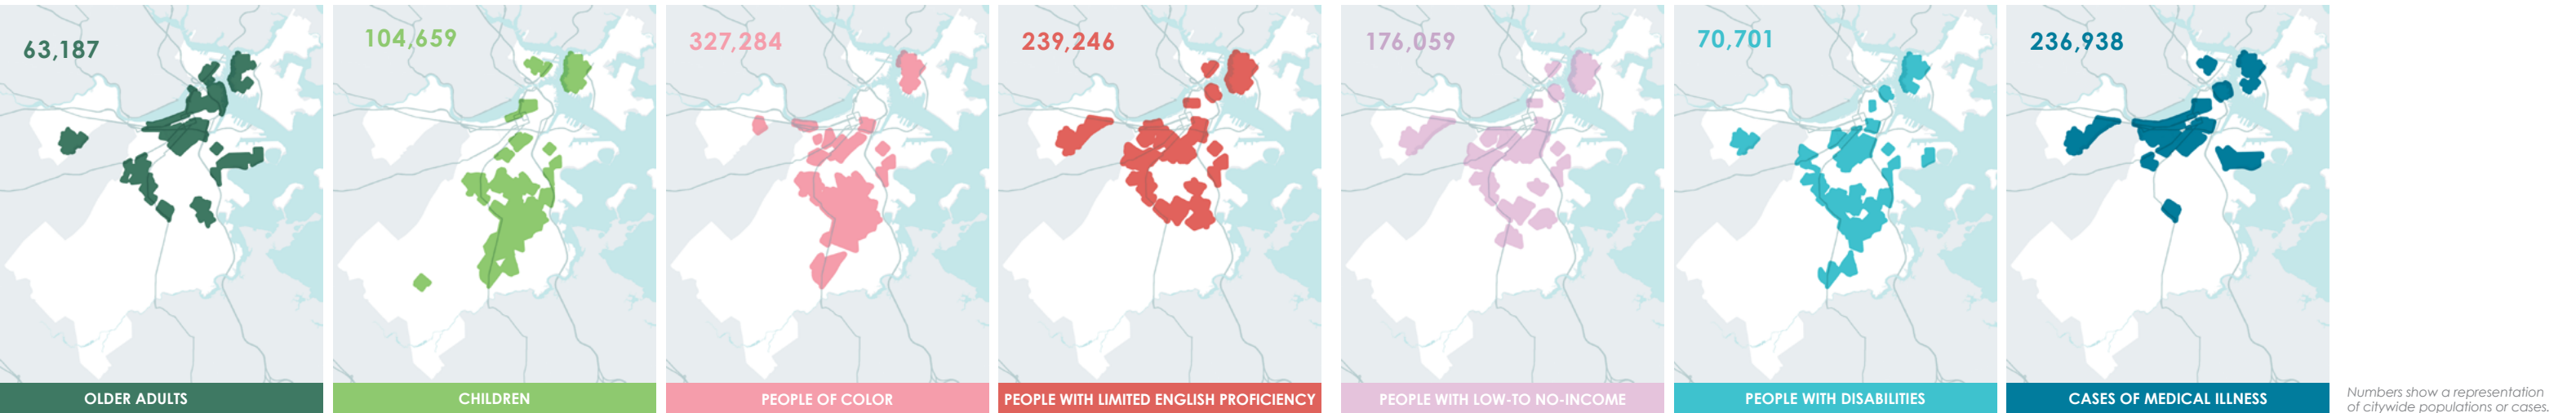 63,187
104,659
327,284
239,246
176,059
70,701
236,938
OLDER ADULTS
CHILDREN
PEOPLE OF COLOR
PEOPLE WITH LIMITED ENGLISH PROFICIENCY
PEOPLE WITH LOW-TO NO-INCOME
PEOPLE WITH DISABILITIES
CASES OF MEDICAL ILLNESS
Numbers show a representation
of citywide populations or cases.